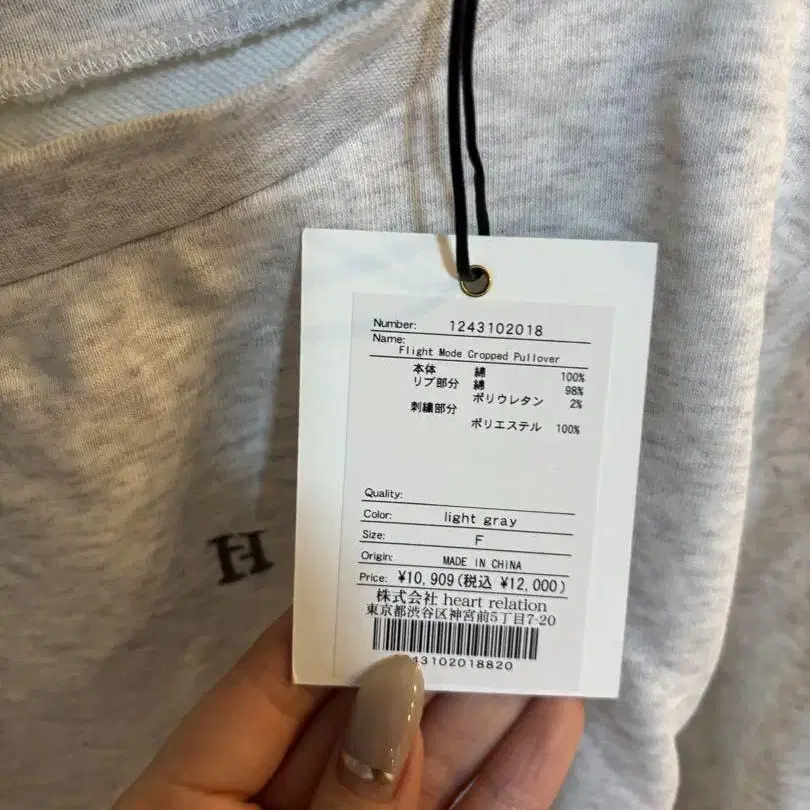 Number: 1243102018
Name:
Flight Mode Cropped Pullover
本体 綿 100%
リブ部分 綿 98%
ポリウレタン 2%
刺繍部分
ポリエステル 100%
Quality:
Color: light gray
Size: F
Origin: MADE IN CHINA
Price: ¥10,909(税込 ¥12,000)
株式会社 heart relation
東京都渋谷区神宮前5丁目7-20
43102018820
H